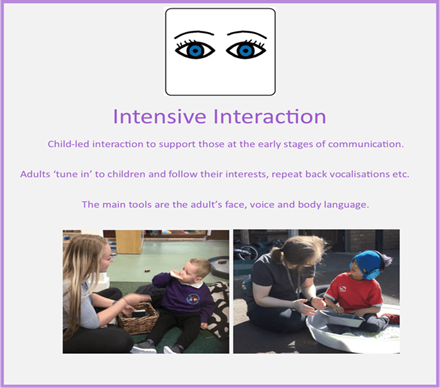 Intensive Interaction
Child-led interaction to support those at the early stages of communication.
Adults ‘tune in’ to children and follow their interests, repeat back vocalisations etc.
The main tools are the adult’s face, voice and body language.